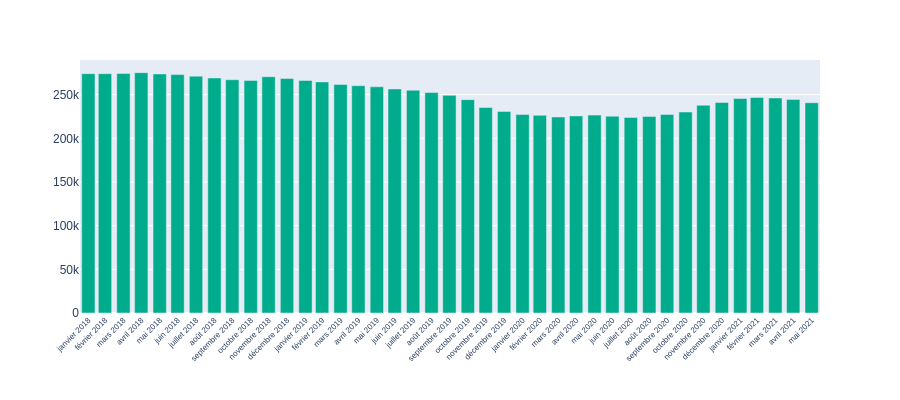 250k
200k
150k
100k
50k
0
janvier 2018
février 2018
mars 2018
avril 2018
mai 2018
juin 2018
juillet 2018
août 2018
septembre 2018
octobre 2018
novembre 2018
décembre 2018
janvier 2019
février 2019
mars 2019
avril 2019
mai 2019
juin 2019
juillet 2019
août 2019
septembre 2019
octobre 2019
novembre 2019
décembre 2019
janvier 2020
février 2020
mars 2020
avril 2020
mai 2020
juin 2020
juillet 2020
août 2020
septembre 2020
octobre 2020
novembre 2020
décembre 2020
janvier 2021
février 2021
mars 2021
avril 2021
mai 2021